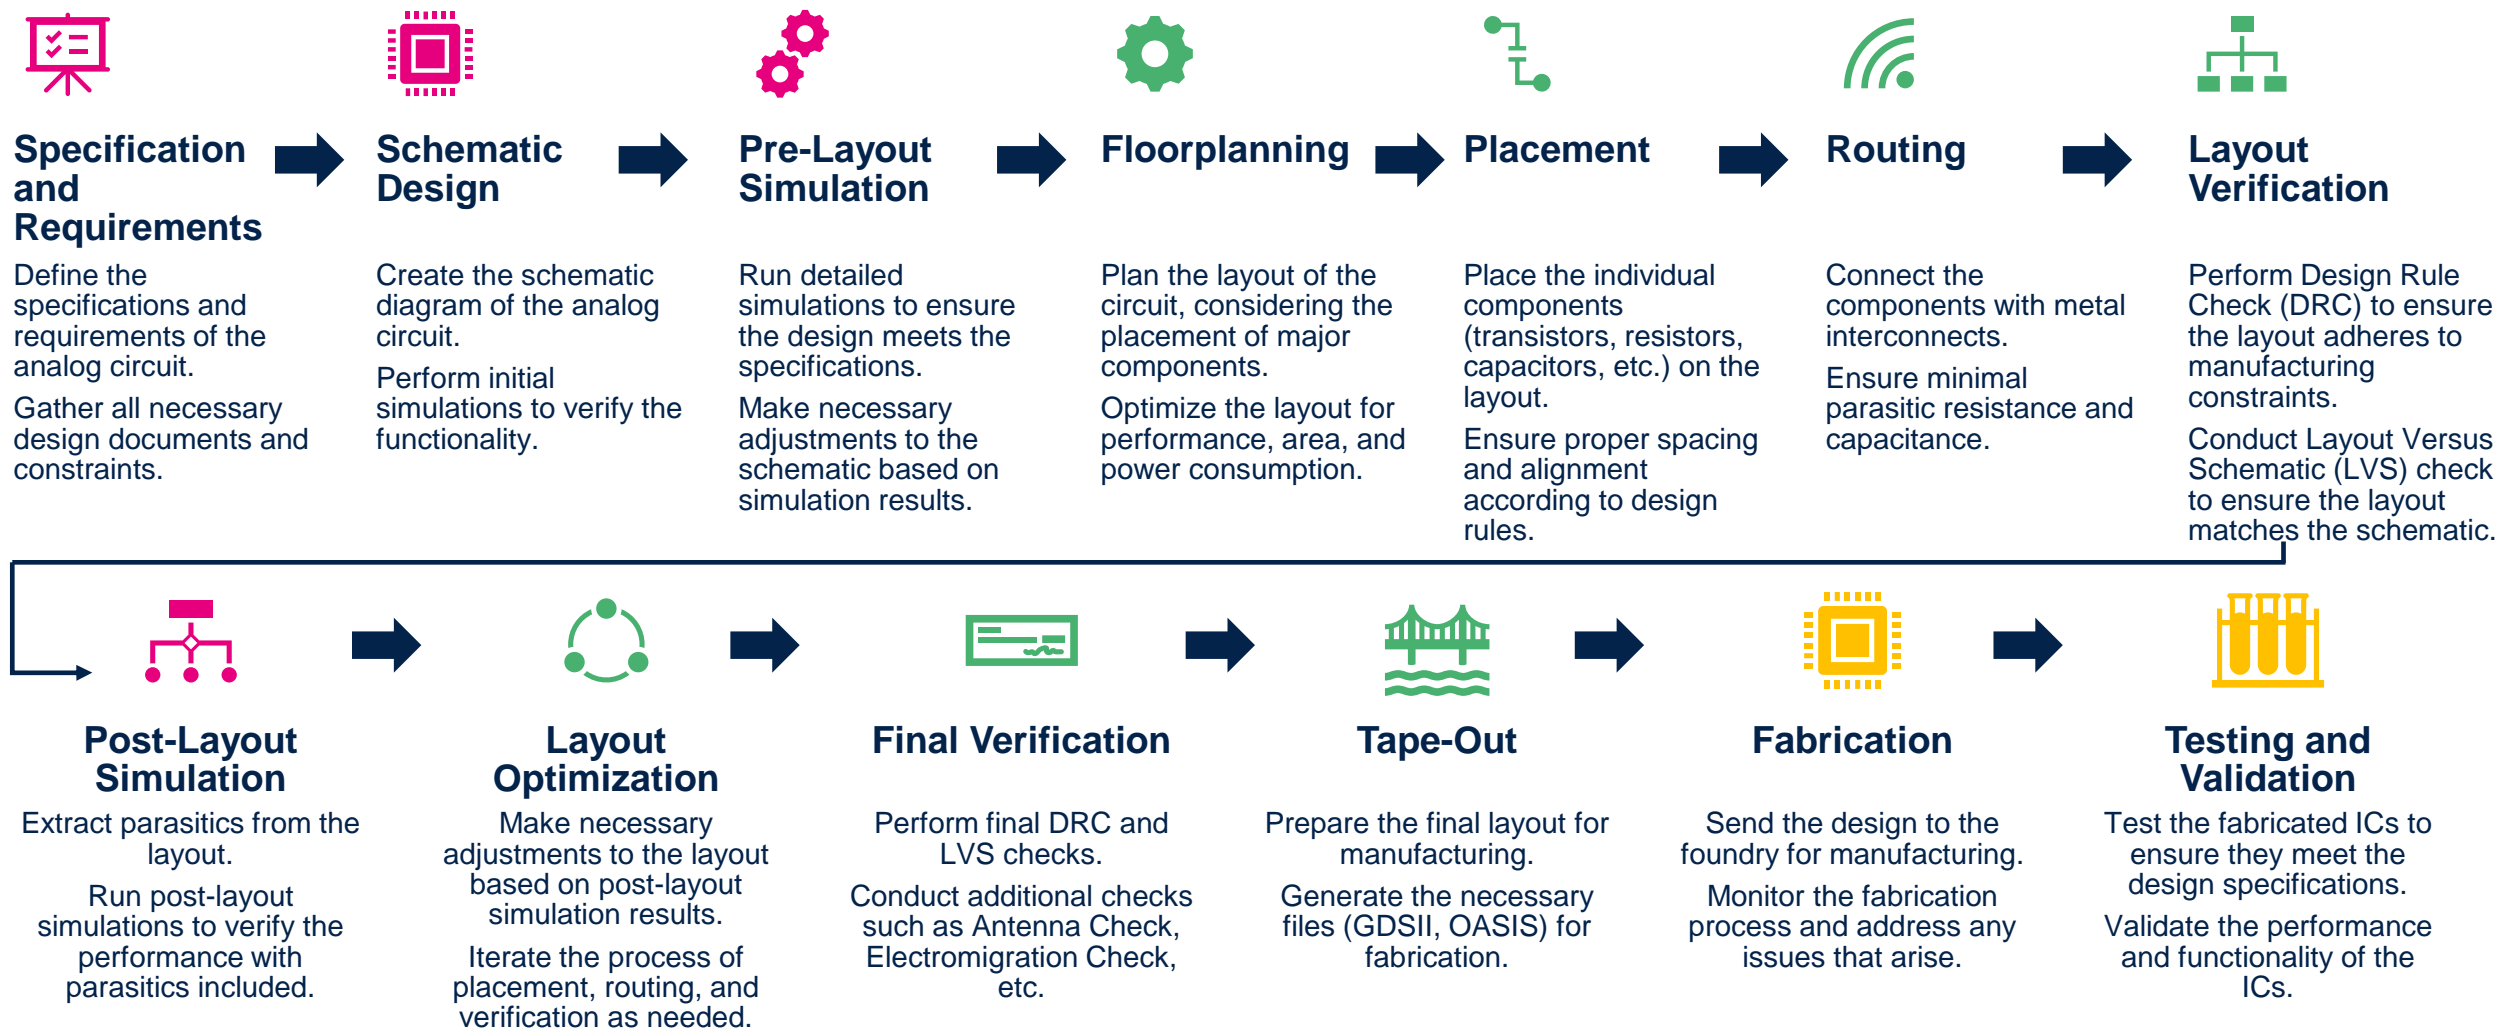 Specification
and
Requirements
Define the
specifications and
requirements of the
analog circuit.
Gather all necessary
design documents and
constraints.
Schematic
Design
Create the schematic
diagram of the analog
circuit.
Perform initial
simulations to verify the
functionality.
Pre-Layout
Simulation
Run detailed
simulations to ensure
the design meets the
specifications.
Make necessary
adjustments to the
schematic based on
simulation results.
Floorplanning
Plan the layout of the
circuit, considering the
placement of major
components.
Optimize the layout for
performance, area, and
power consumption.
Placement
Place the individual
components
(transistors, resistors,
capacitors, etc.) on the
layout.
Ensure proper spacing
and alignment
according to design
rules.
Routing
Connect the
components with metal
interconnects.
Ensure minimal
parasitic resistance and
capacitance.
Layout
Verification
Perform Design Rule
Check (DRC) to ensure
the layout adheres to
manufacturing
constraints.
Conduct Layout Versus
Schematic (LVS) check
to ensure the layout
matches the schematic.
Post-Layout
Simulation
Extract parasitics from the
layout.
Run post-layout
simulations to verify the
performance with
parasitics included.
Layout
Optimization
Make necessary
adjustments to the layout
based on post-layout
simulation results.
Iterate the process of
placement, routing, and
verification as needed.
Final Verification
Perform final DRC and
LVS checks.
Conduct additional checks
such as Antenna Check,
Electromigration Check,
etc.
Tape-Out
Prepare the final layout for
manufacturing.
Generate the necessary
files (GDSII, OASIS) for
fabrication.
Fabrication
Send the design to the
foundry for manufacturing.
Monitor the fabrication
process and address any
issues that arise.
Testing and
Validation
Test the fabricated ICs to
ensure they meet the
design specifications.
Validate the performance
and functionality of the
ICs.